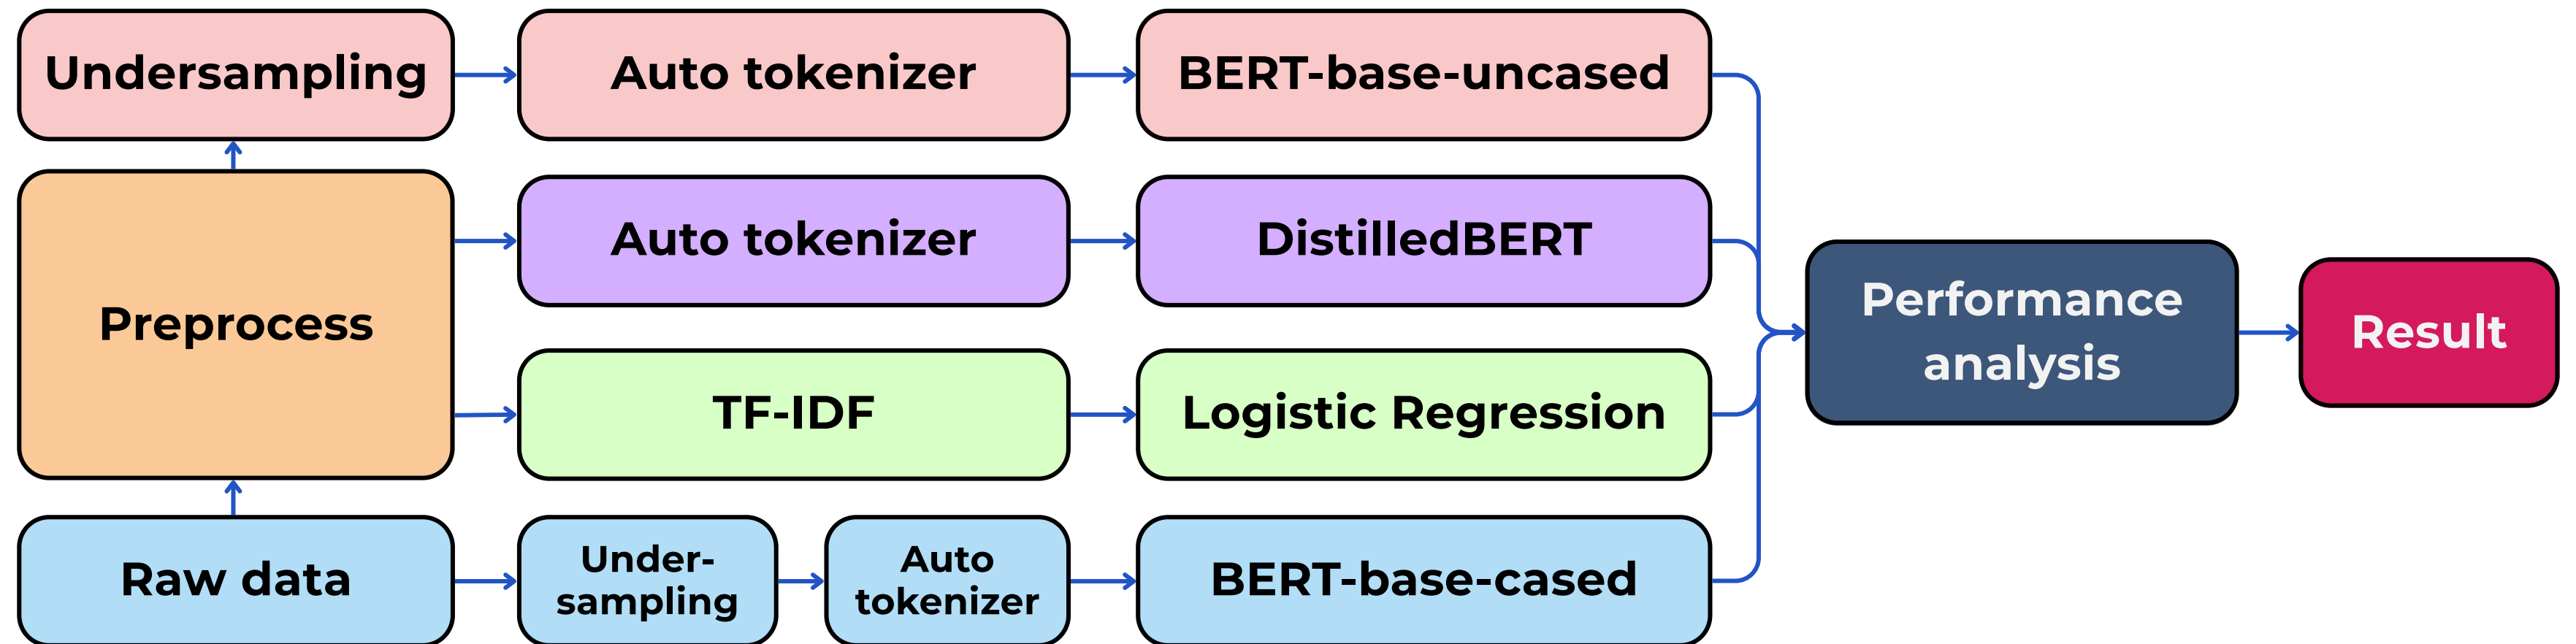 Undersampling
Auto tokenizer
BERT-base-uncased
Preprocess
Auto tokenizer
DistilledBERT
TF-IDF
Logistic Regression
Raw data
Under-
sampling
Auto
tokenizer
BERT-base-cased
Performance
analysis
Result